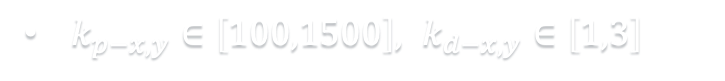 • k_{p−x,y} ∈ [100,1500], k_{d−x,y} ∈ [1,3]